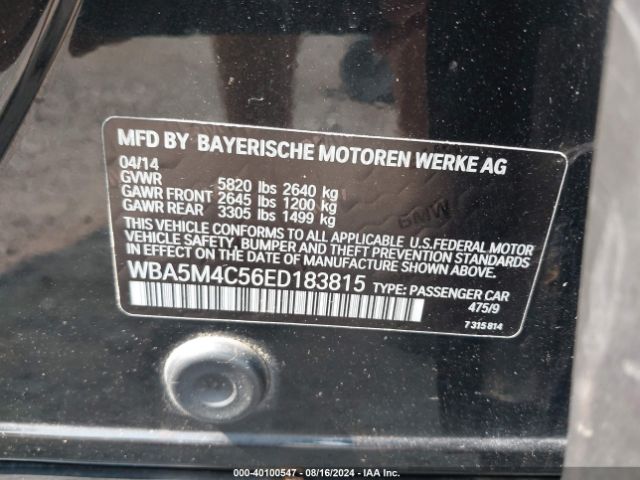 MFD BY BAYERISCHE MOTOREN WERKE AG
04/14
GVWR 5820 lbs 2640 kg
GAWR FRONT 2645 lbs 1200 kg
GAWR REAR 3305 lbs 1499 kg
BMW
THIS VEHICLE CONFORMS TO ALL APPLICABLE U.S.FEDERAL MOTOR
VEHICLE SAFETY, BUMPER AND THEFT PREVENTION STANDARDS
IN EFFECT ON THE DATE OF MANUFACTURE SHOWN ABOVE.
WBA5M4C56ED183815 TYPE: PASSENGER CAR
475/9
7 315 814
000-40100547 - 08/16/2024 - IAA Inc.